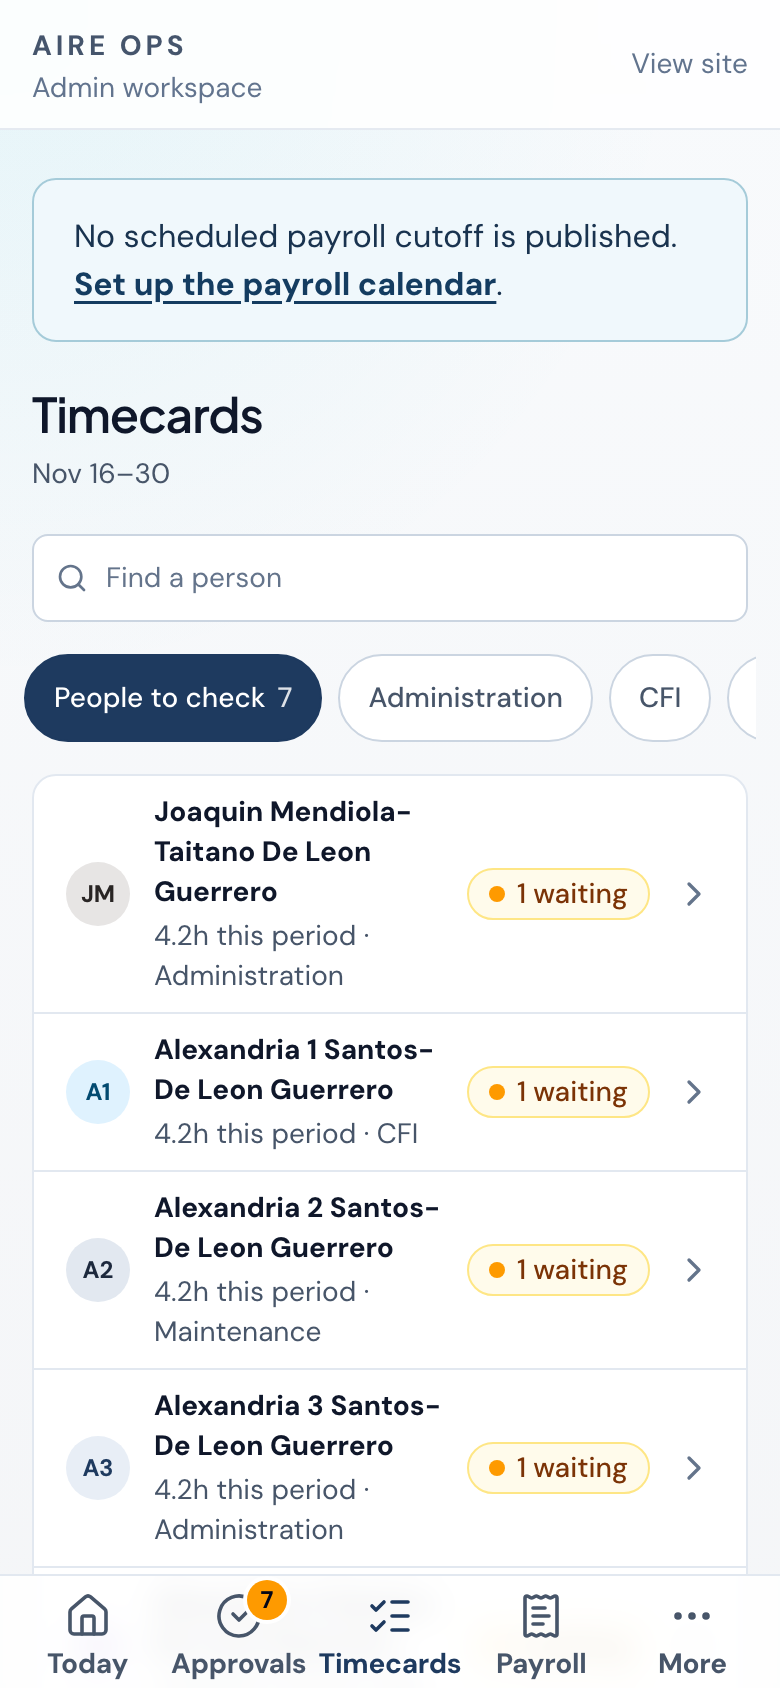 AIRE OPS
Admin workspace
View site
No scheduled payroll cutoff is published.
Set up the payroll calendar.
Timecards
Nov 16–30
Find a person
People to check 7
Administration
CFI
JM
Joaquin Mendiola-
Taitano De Leon
Guerrero
4.2h this period ·
Administration
1 waiting
A1
Alexandria 1 Santos-
De Leon Guerrero
4.2h this period · CFI
1 waiting
A2
Alexandria 2 Santos-
De Leon Guerrero
4.2h this period ·
Maintenance
1 waiting
A3
Alexandria 3 Santos-
De Leon Guerrero
4.2h this period ·
Administration
1 waiting
7
Today
Approvals
Timecards
Payroll
More